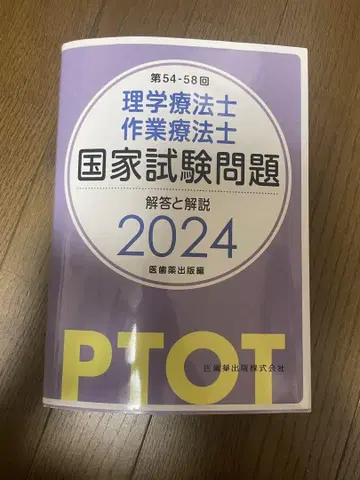 第54-58回
理学療法士
作業療法士
国家試験問題
解答と解説
2024
医歯薬出版編
PTOT
医歯薬出版株式会社